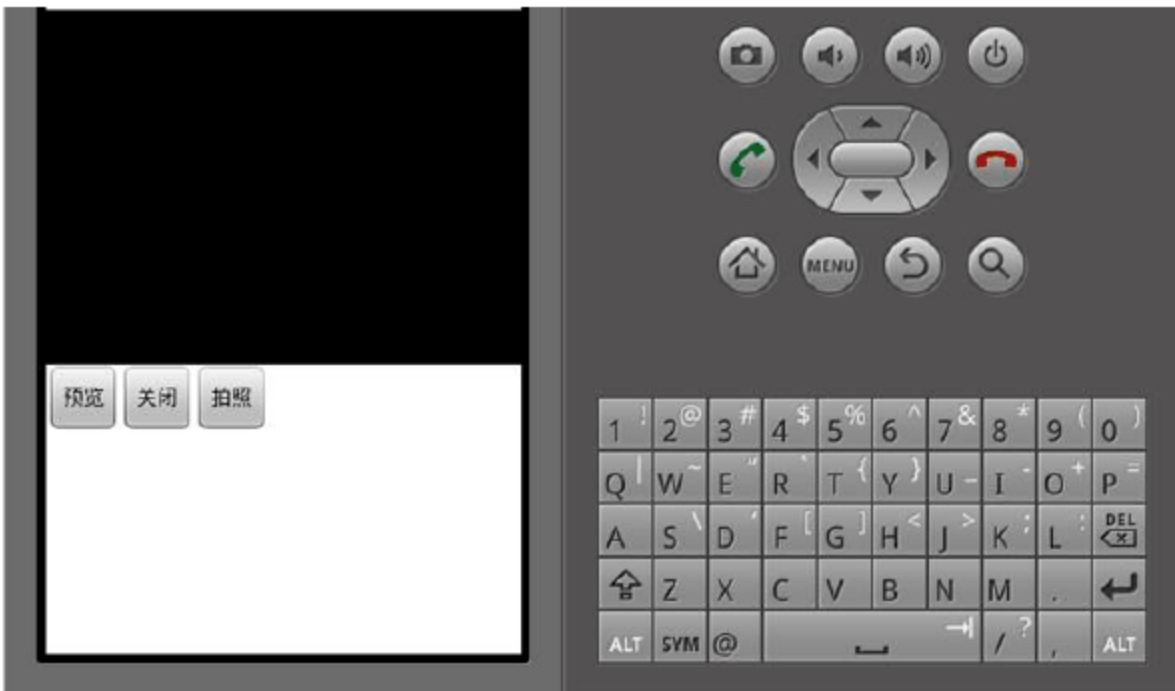 MENU
预览 关闭 拍照
1 ! 2 @ 3 # 4 $ 5 % 6 ^ 7 & 8 * 9 ( 0 )
Q | W ~ E " R ` T { Y } U _ I - O + P =
A S \ D ' F [ G ] H < J > K ; L : DEL
Z X C V B N M .
ALT SYM @ / ? , ALT